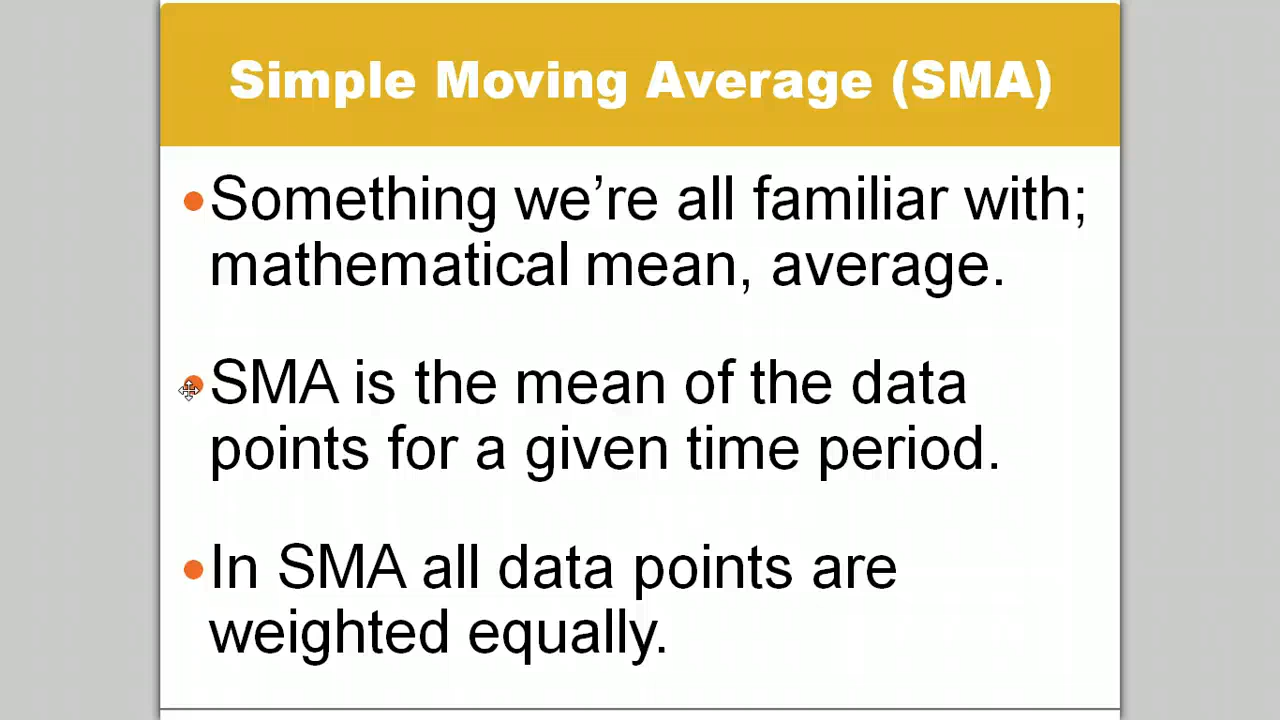 Simple Moving Average (SMA)
•Something we’re all familiar with;
mathematical mean, average.
•SMA is the mean of the data
points for a given time period.
•In SMA all data points are
weighted equally.